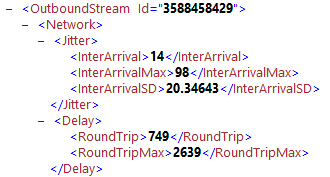 – <OutboundStream Id="3588458429">
– <Network>
– <Jitter>
<InterArrival>14</InterArrival>
<InterArrivalMax>98</InterArrivalMax>
<InterArrivalSD>20.34643</InterArrivalSD>
</Jitter>
– <Delay>
<RoundTrip>749</RoundTrip>
<RoundTripMax>2639</RoundTripMax>
</Delay>